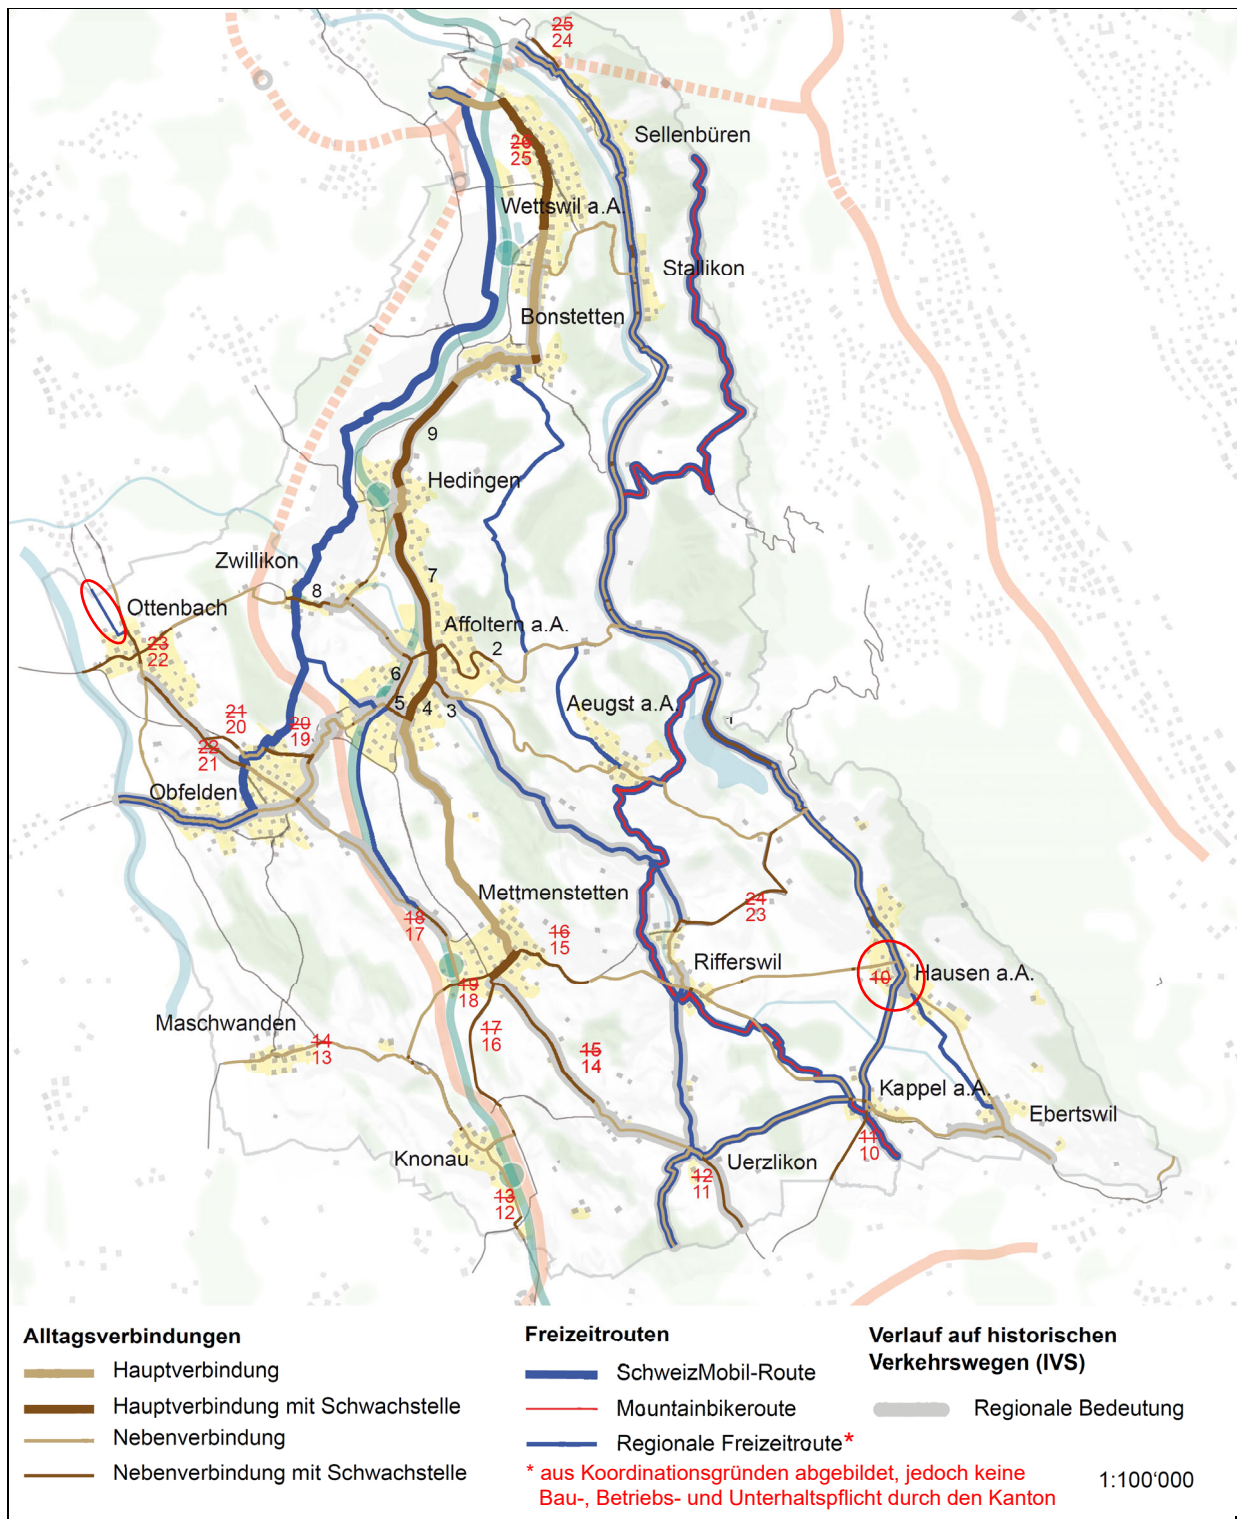 25
24
Sellenbüren
26
25
Wettswil a.A.
Stallikon
Bonstetten
9
Hedingen
Zwillikon
7
8
Ottenbach
Affoltern a.A.
23
22
2
6
5
4
3
Aeugst a.A.
21
20
20
19
22
21
Obfelden
Mettmenstetten
24
23
18
17
16
15
Rifferswil
10
Hausen a.A.
19
18
Maschwanden
17
16
14
13
15
14
Kappel a.A.
Ebertswil
11
10
Knonau
Uerzlikon
12
11
13
12
Alltagsverbindungen
Hauptverbindung
Hauptverbindung mit Schwachstelle
Nebenverbindung
Nebenverbindung mit Schwachstelle
Freizeitrouten
SchweizMobil-Route
Mountainbikeroute
Regionale Freizeitroute*
* aus Koordinationsgründen abgebildet, jedoch keine
Bau-, Betriebs- und Unterhaltspflicht durch den Kanton
Verlauf auf historischen
Verkehrswegen (IVS)
Regionale Bedeutung
1:100'000